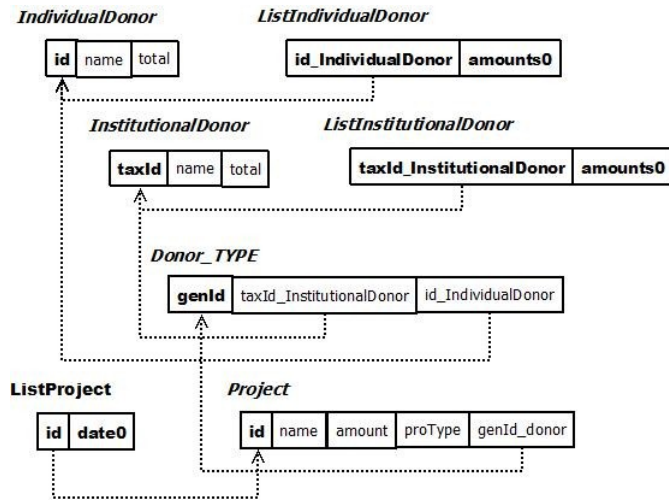 IndividualDonor ListIndividualDonor
id name total id_IndividualDonor amounts0
InstitutionalDonor ListInstitutionalDonor
taxId name total taxId_InstitutionalDonor amounts0
Donor_TYPE
genId taxId_InstitutionalDonor id_IndividualDonor
ListProject Project
id date0 id name amount proType genId_donor